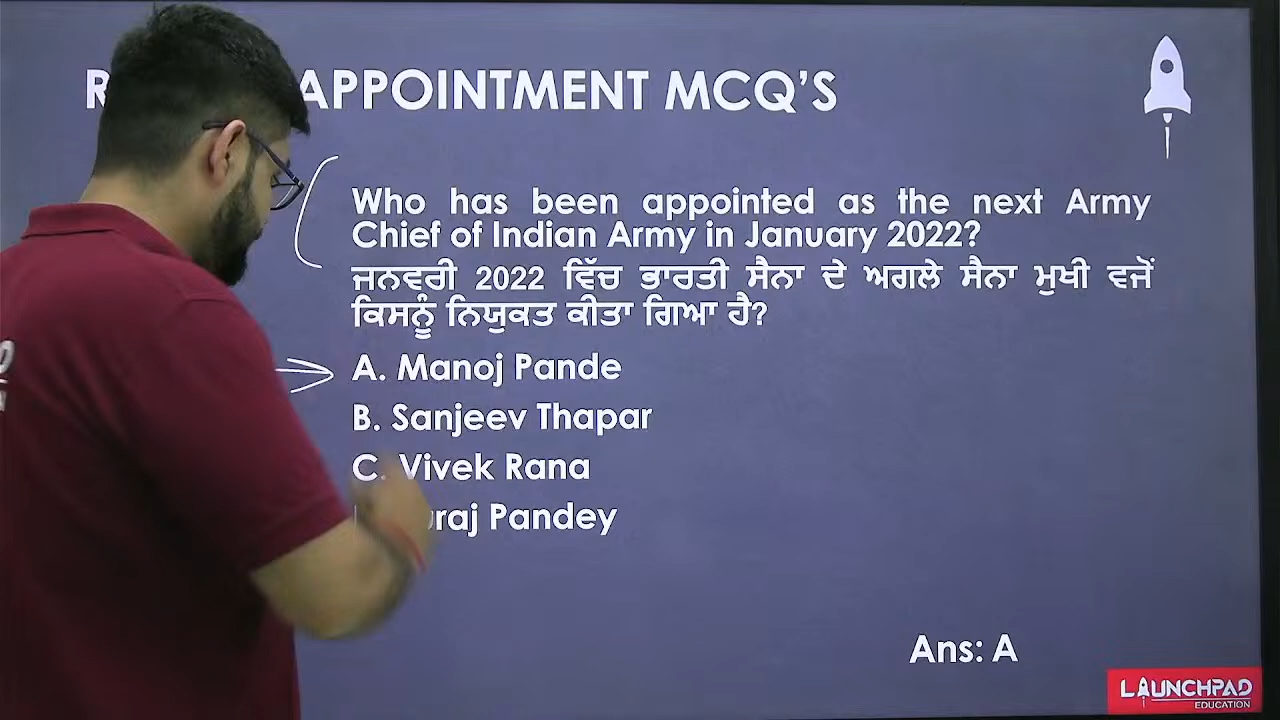 APPOINTMENT MCQ'S
Who has been appointed as the next Army
Chief of Indian Army in January 2022?
ਜਨਵਰੀ 2022 ਵਿੱਚ ਭਾਰਤੀ ਸੈਨਾ ਦੇ ਅਗਲੇ ਸੈਨਾ ਮੁਖੀ ਵਜੋਂ
ਕਿਸਨੂੰ ਨਿਯੁਕਤ ਕੀਤਾ ਗਿਆ ਹੈ?
A. Manoj Pande
B. Sanjeev Thapar
C. Vivek Rana
Pandey
Ans: A
LAUNCHPAD
EDUCATION